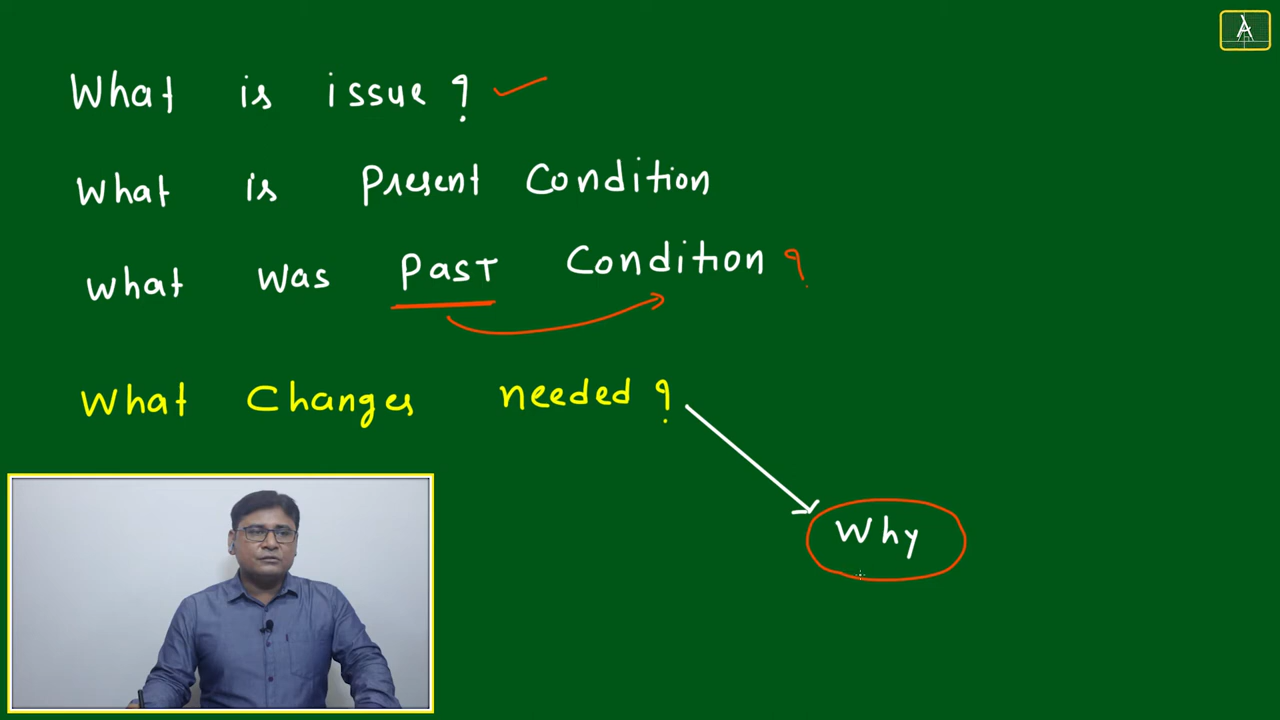 What is issue?
What is Present Condition
what was Past Condition?
What Changes needed?
Why
A